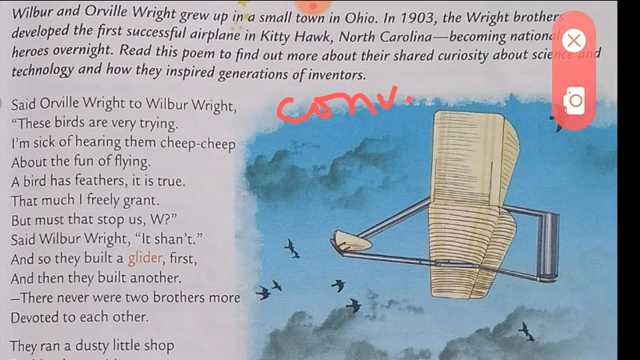 Wilbur and Orville Wright grew up in a small town in Ohio. In 1903, the Wright brothers
developed the first successful airplane in Kitty Hawk, North Carolina—becoming national
heroes overnight. Read this poem to find out more about their shared curiosity about science and
technology and how they inspired generations of inventors.
conv.
Said Orville Wright to Wilbur Wright,
“These birds are very trying.
I’m sick of hearing them cheep-cheep
About the fun of flying.
A bird has feathers, it is true.
That much I freely grant.
But must that stop us, W?”
Said Wilbur Wright, “It shan’t.”
And so they built a glider, first,
And then they built another.
—There never were two brothers more
Devoted to each other.
They ran a dusty little shop